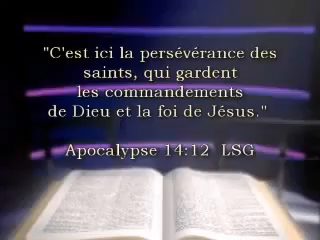 "C'est ici la persévérance des
saints, qui gardent
les commandements
de Dieu et la foi de Jésus."
Apocalypse 14:12 LSG